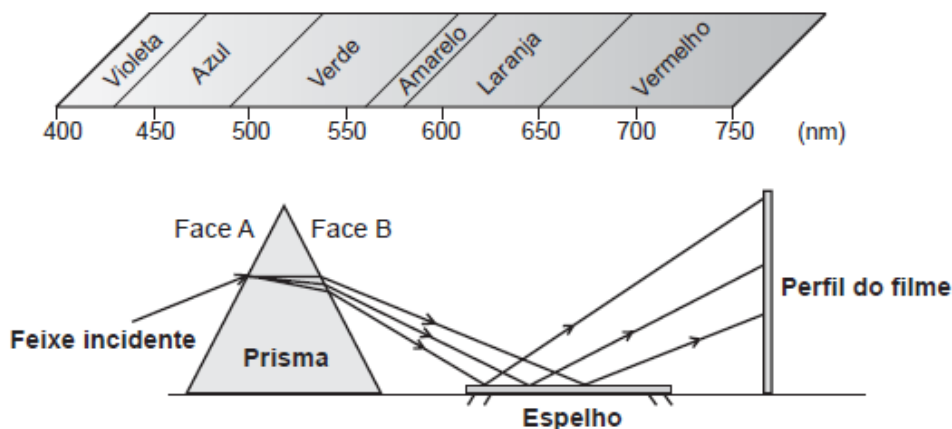 Violeta
Azul
Verde
Amarelo
Laranja
Vermelho
400 450 500 550 600 650 700 750 (nm)
Face A Face B
Perfil do filme
Feixe incidente
Prisma
Espelho